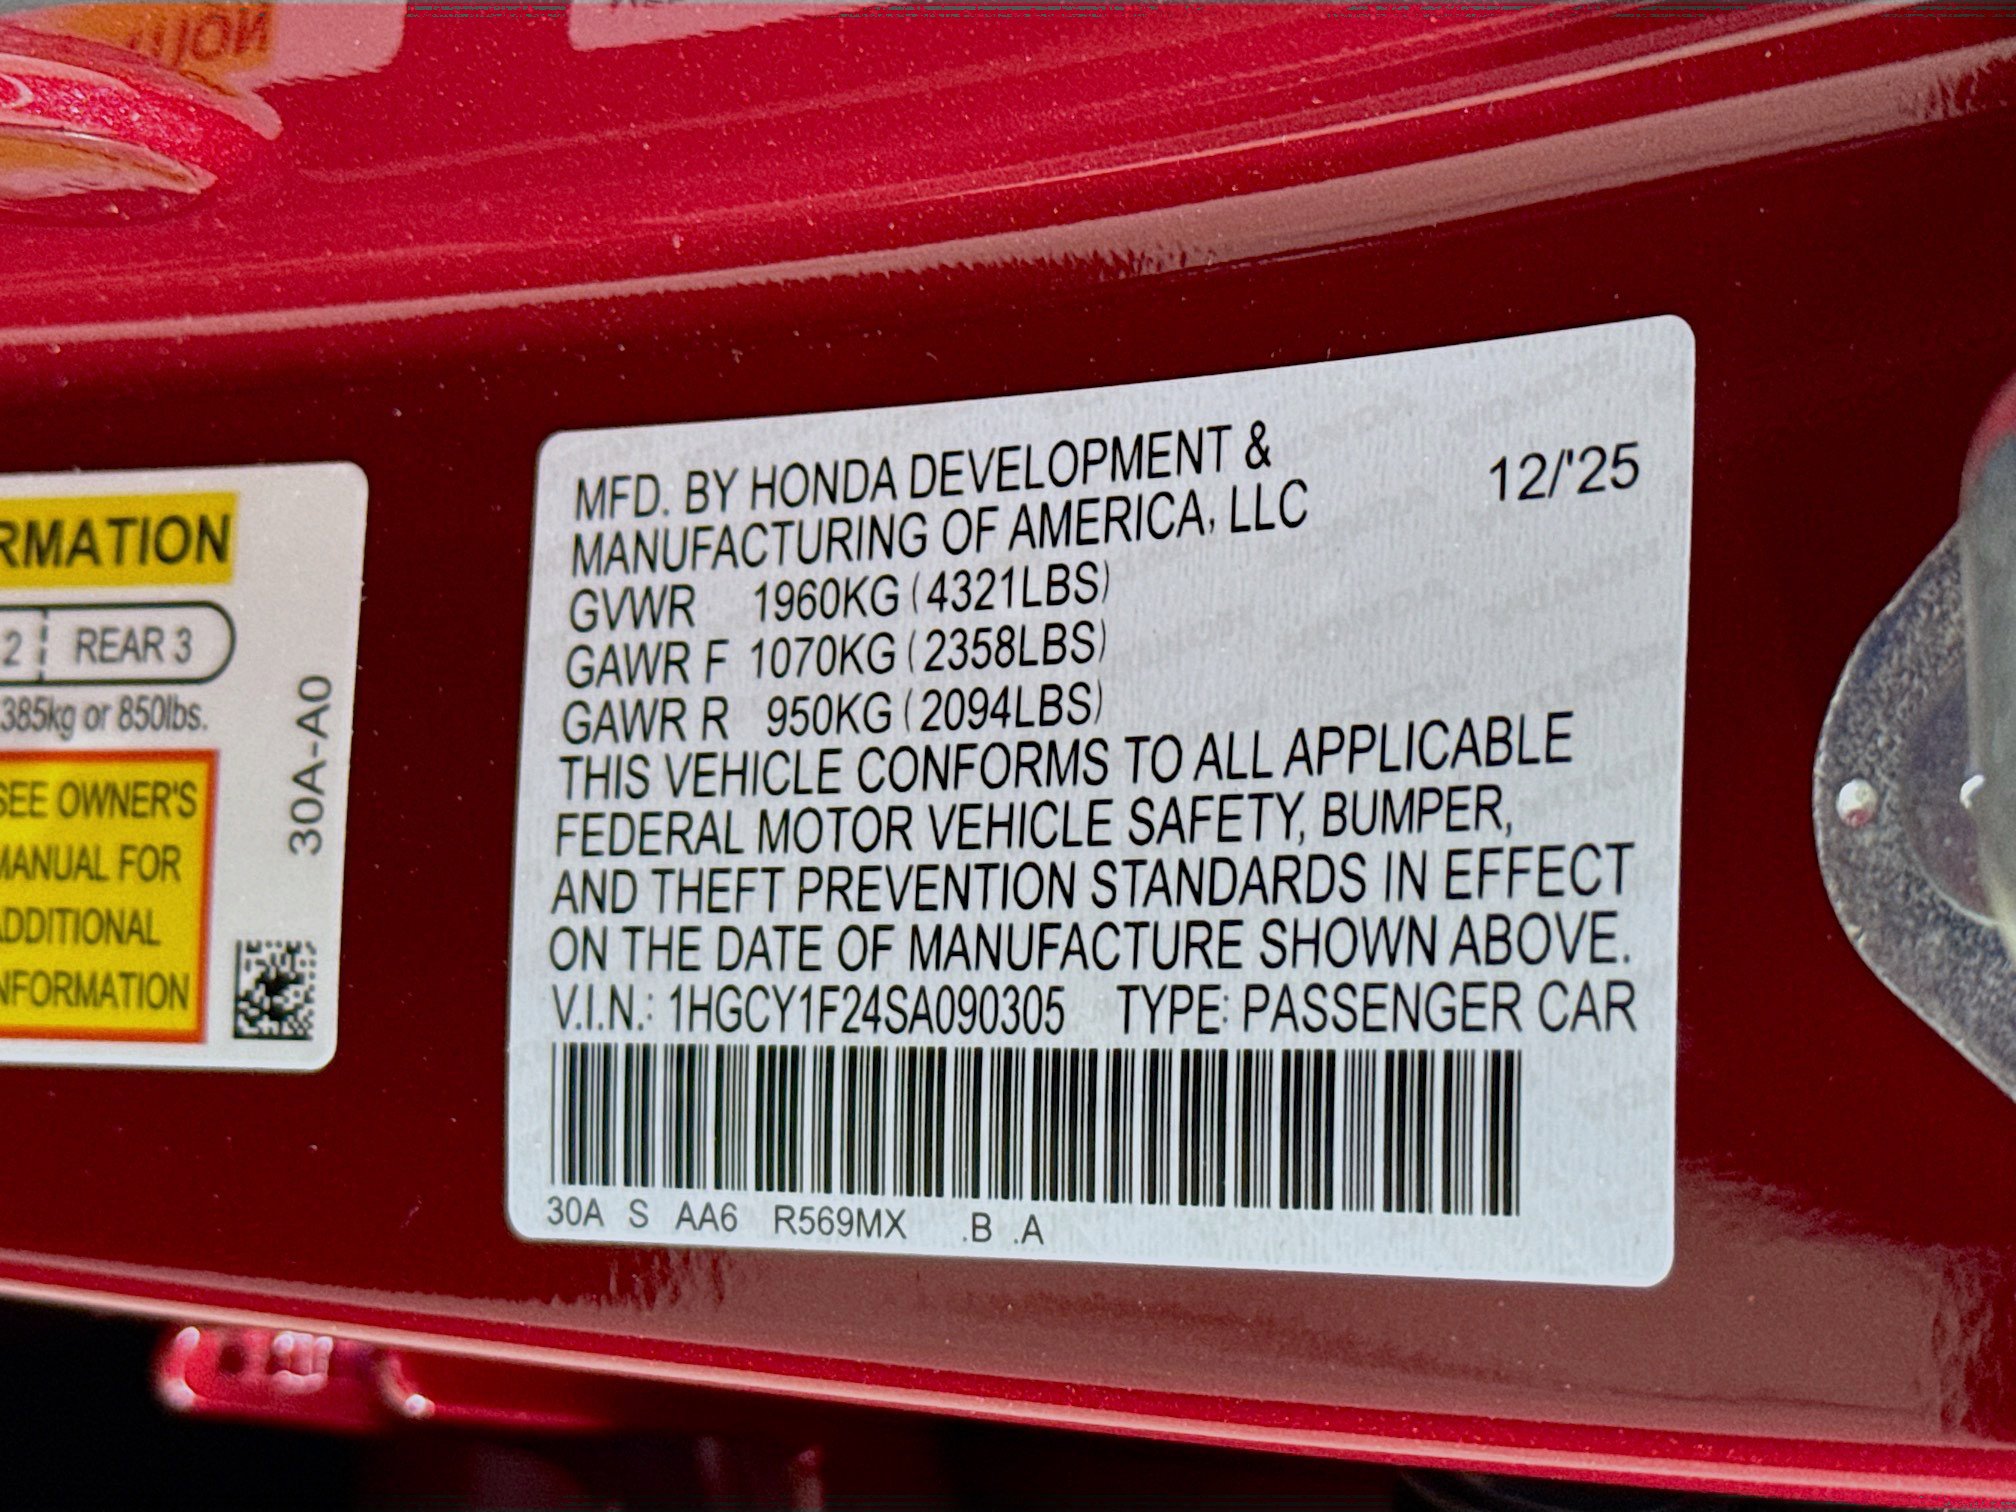 RMATION
2 REAR 3
385kg or 850lbs.
SEE OWNER'S
MANUAL FOR
ADDITIONAL
INFORMATION
30A-A0
MFD. BY HONDA DEVELOPMENT &
MANUFACTURING OF AMERICA, LLC
12/'25
GVWR 1960KG (4321LBS)
GAWR F 1070KG (2358LBS)
GAWR R 950KG (2094LBS)
THIS VEHICLE CONFORMS TO ALL APPLICABLE
FEDERAL MOTOR VEHICLE SAFETY, BUMPER,
AND THEFT PREVENTION STANDARDS IN EFFECT
ON THE DATE OF MANUFACTURE SHOWN ABOVE.
V.I.N.: 1HGCY1F24SA090305 TYPE: PASSENGER CAR
30A S AA6 R569MX .B .A